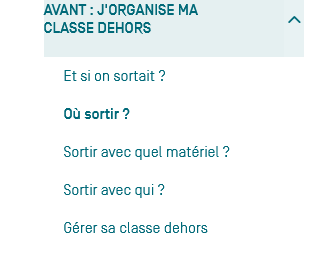 AVANT : J'ORGANISE MA
CLASSE DEHORS
Et si on sortait ?
Où sortir ?
Sortir avec quel matériel ?
Sortir avec qui ?
Gérer sa classe dehors